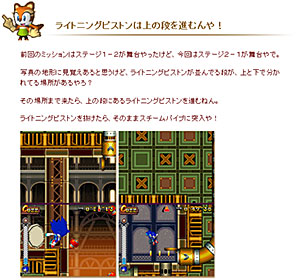 ライトニングピストンは上の段を進むんや！
前回のミッションはステージ１－２が舞台やったけど、今回はステージ２－１が舞台やで。
写真の地形に見覚えあると思うけど、ライトニングピストンが並んでる段が、上と下で分かれてる場所があるやろ？
その場所まで来たら、上の段にあるライトニングピストンを進むねん。
ライトニングピストンを抜けたら、そのままスチームパイプに突入や！